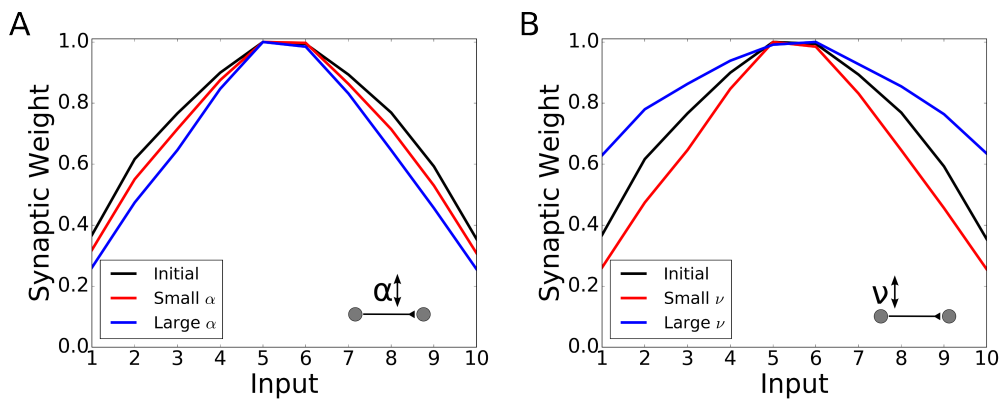 A
Synaptic Weight
1.0
0.8
0.6
0.4
0.2
0.0
Initial
Small α
Large α
α
1 2 3 4 5 6 7 8 9 10
Input
B
Synaptic Weight
1.0
0.8
0.6
0.4
0.2
0.0
Initial
Small ν
Large ν
ν
1 2 3 4 5 6 7 8 9 10
Input